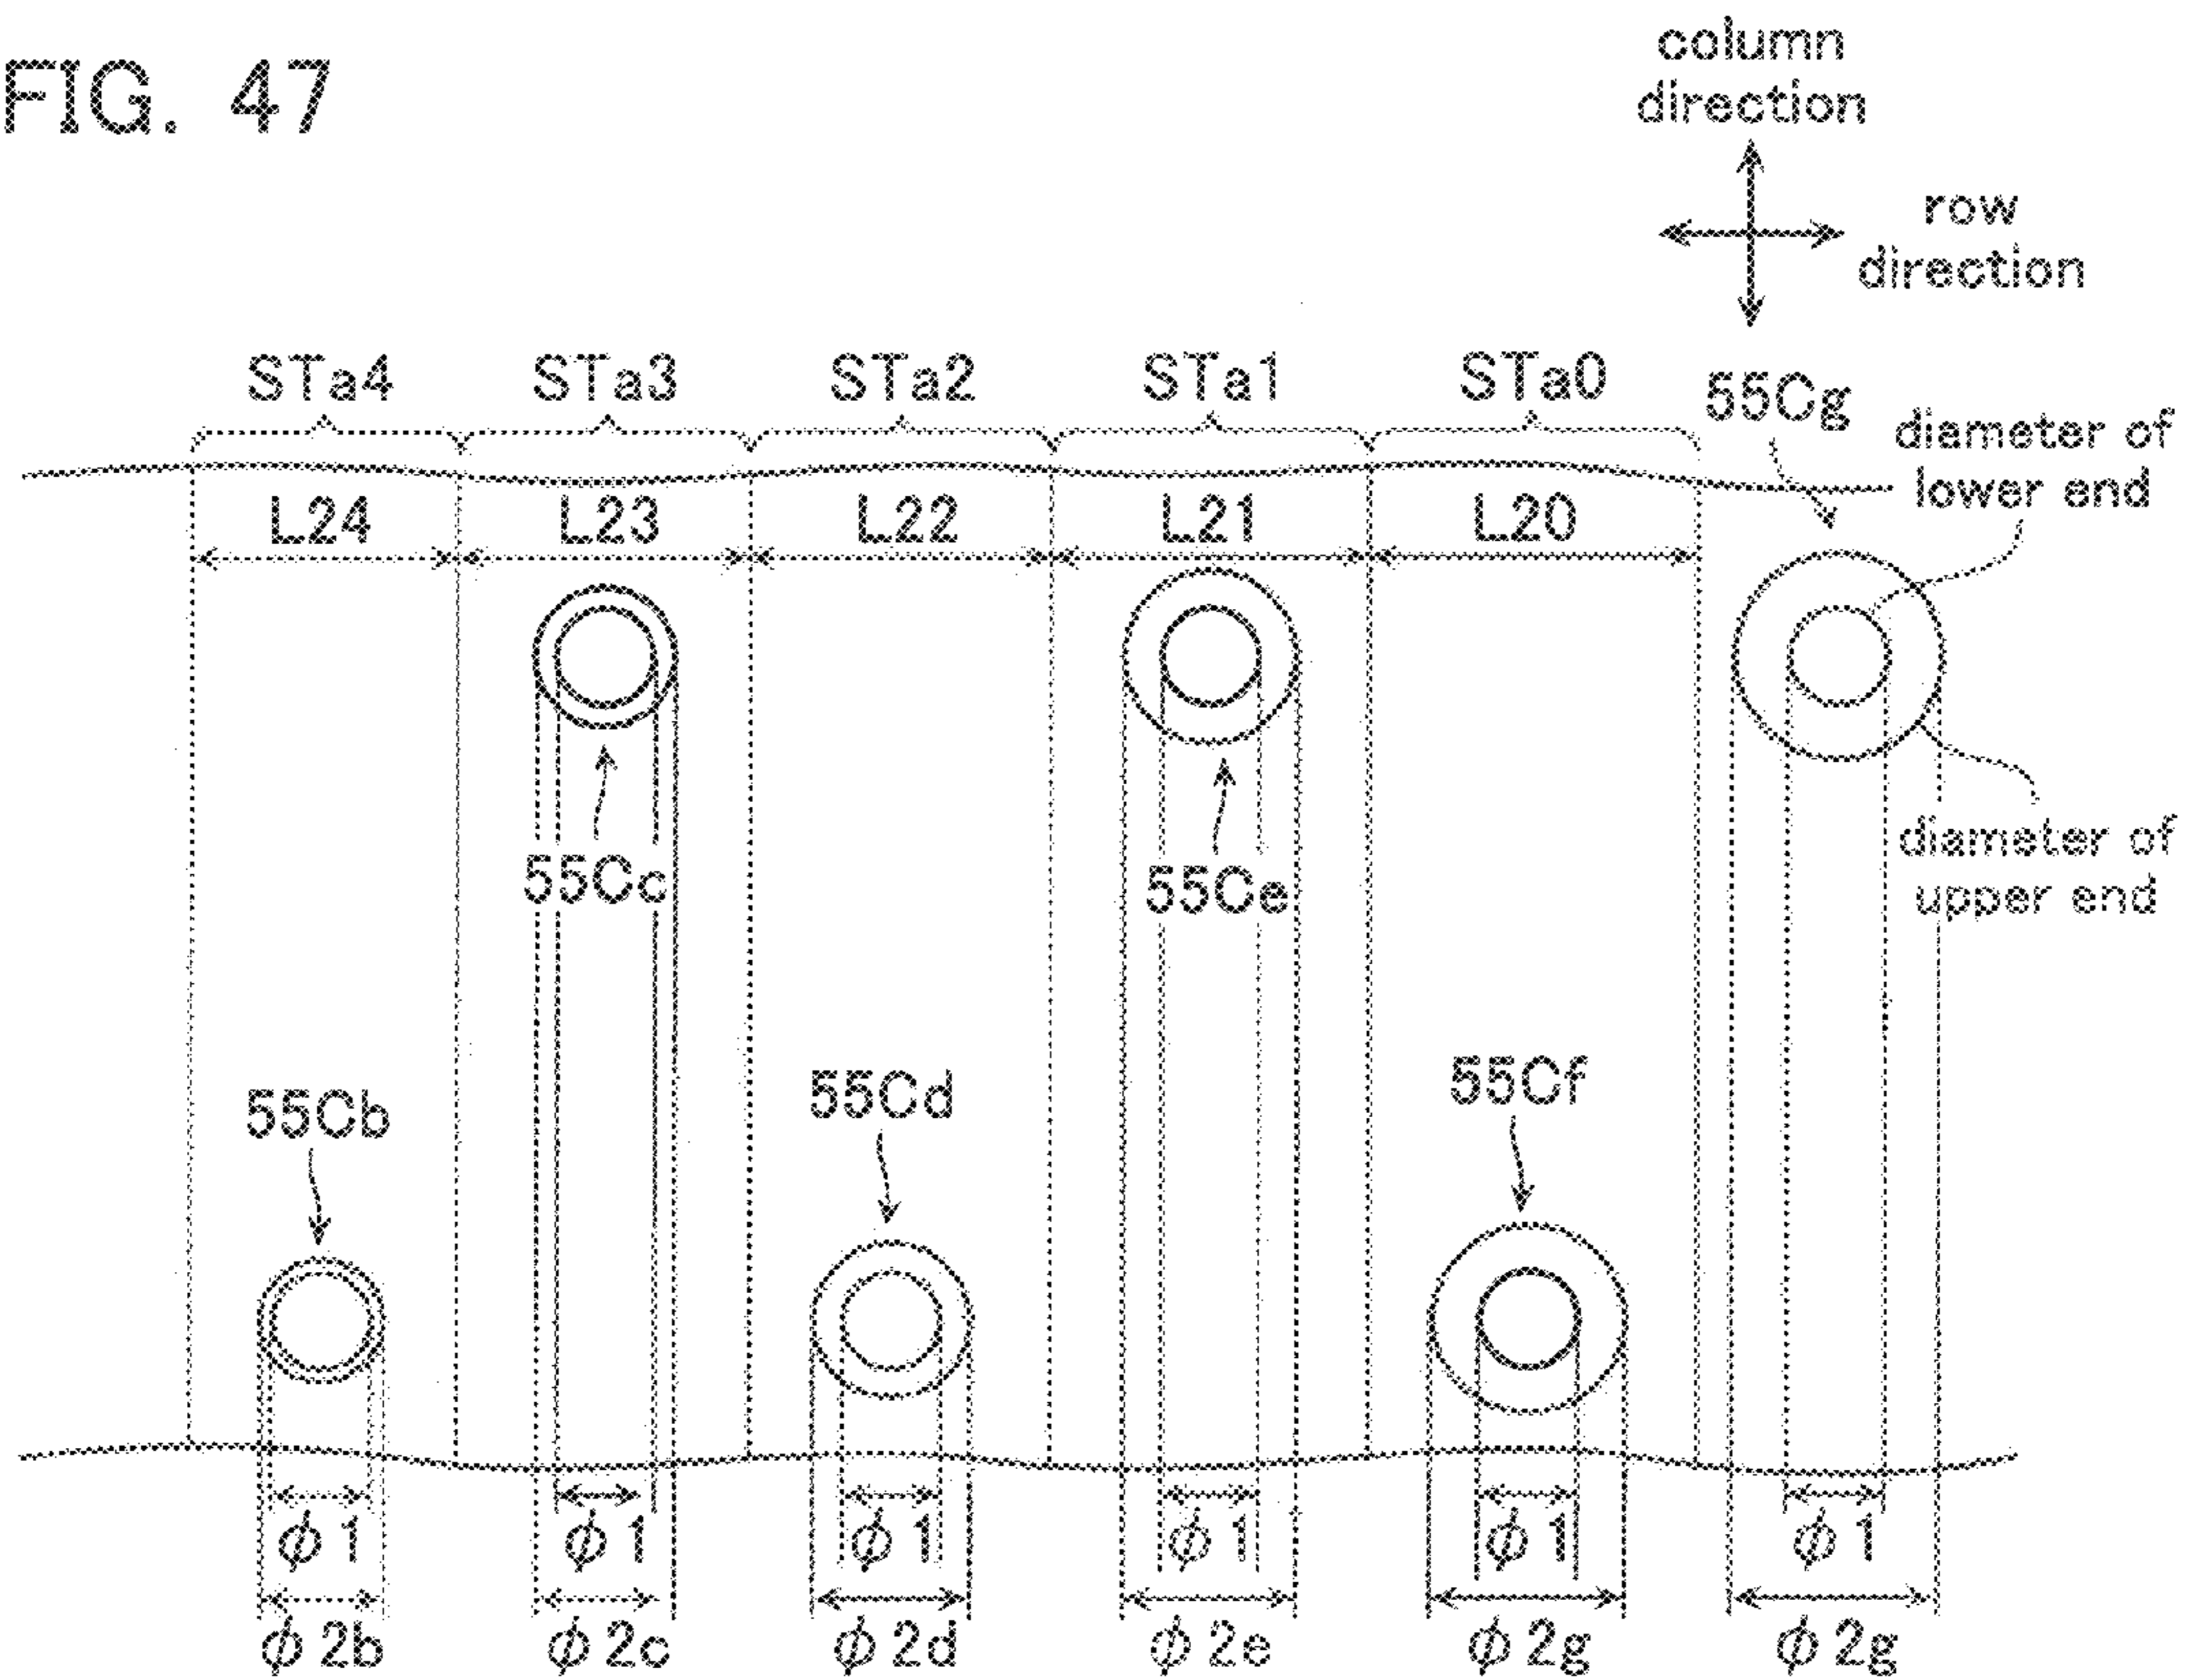 FIG. 47
column
direction
row
direction
STa4 STa3 STa2 STa1 STa0 55Cg
diameter of
lower end
L24 L23 L22 L21 L20
55Cc 55Ce
diameter of
upper end
55Cb 55Cd 55Cf
φ1 φ1 φ1 φ1 φ1 φ1
φ2b φ2c φ2d φ2e φ2g φ2g